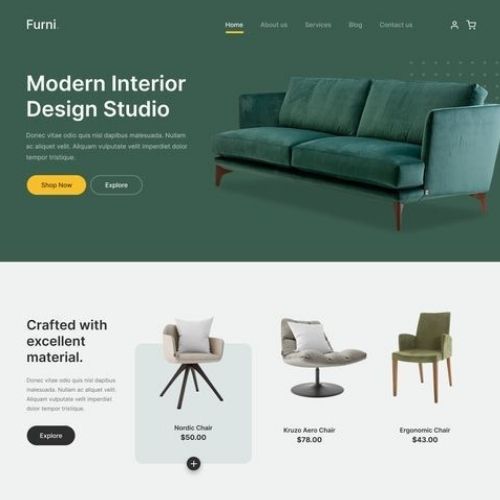 Furni.
Home About us Services Blog Contact us
Modern Interior
Design Studio
Donec vitae odio quis nisl dapibus malesuada. Nullam
ac aliquet velit. Aliquam vulputate velit imperdiet dolor
tempor tristique.
Shop Now Explore
Crafted with
excellent
material.
Donec vitae odio quis nisl dapibus
malesuada. Nullam ac aliquet velit.
Aliquam vulputate velit imperdiet dolor
tempor tristique.
Explore
Nordic Chair
$50.00
Kruzo Aero Chair
$78.00
Ergonomic Chair
$43.00